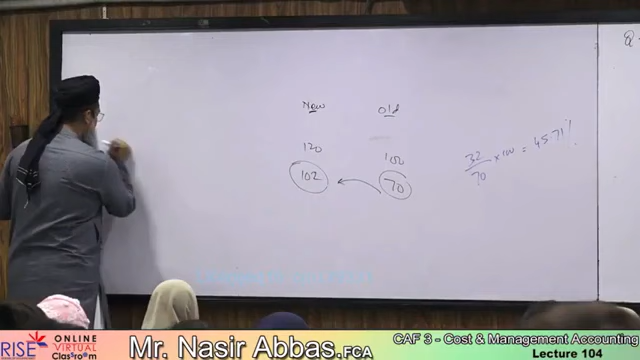 New Old
120 100
102 70
32/70 × 100 = 45.71%
Q
RISE ONLINE VIRTUAL Classroom
Mr. Nasir Abbas.FCA
CAF 3 - Cost & Management Accounting
Lecture 104